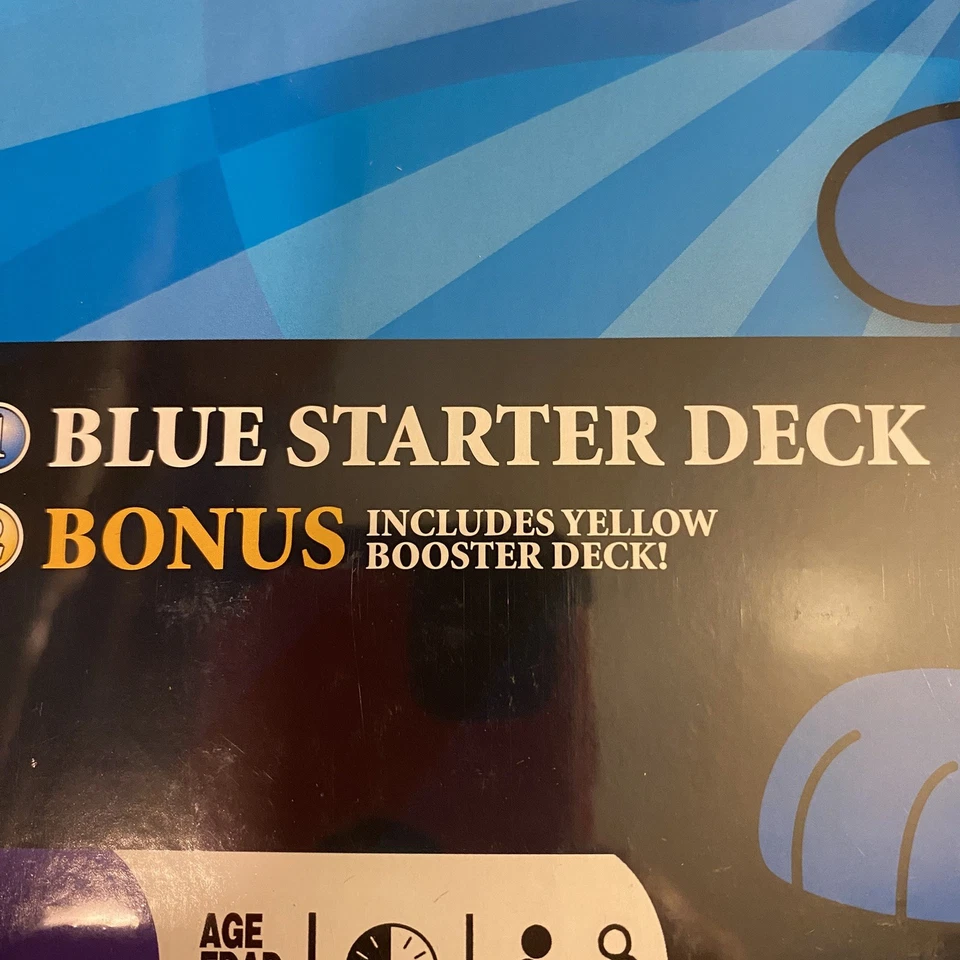 BLUE STARTER DECK
BONUS INCLUDES YELLOW
BOOSTER DECK!
AGE